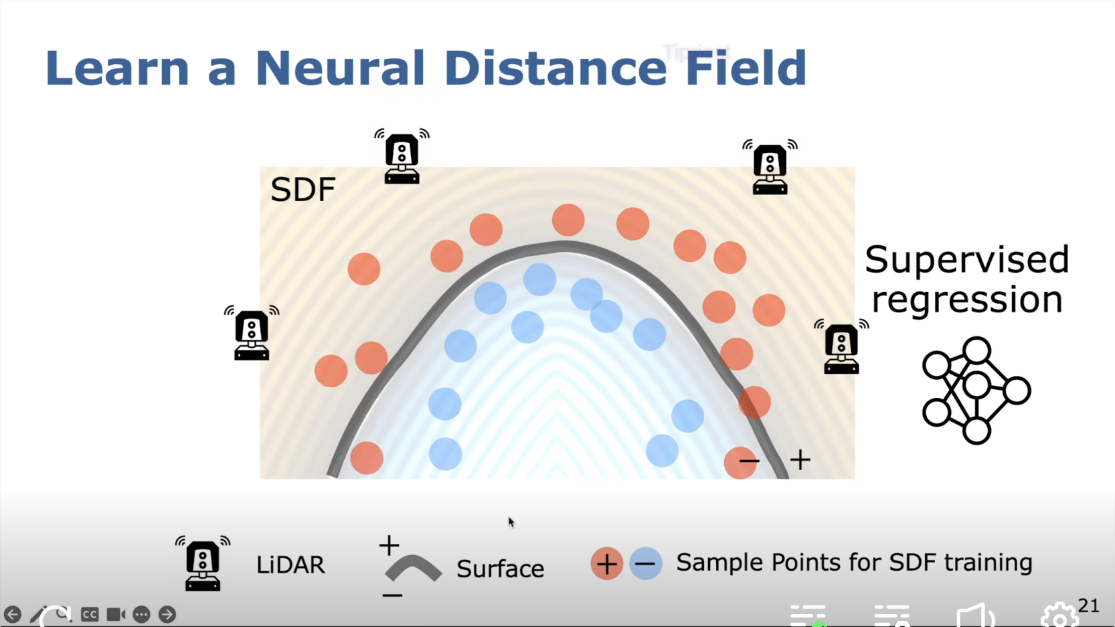 Learn a Neural Distance Field
SDF
Supervised
regression
− +
+
LiDAR
Surface
−
+ − Sample Points for SDF training
CC
21